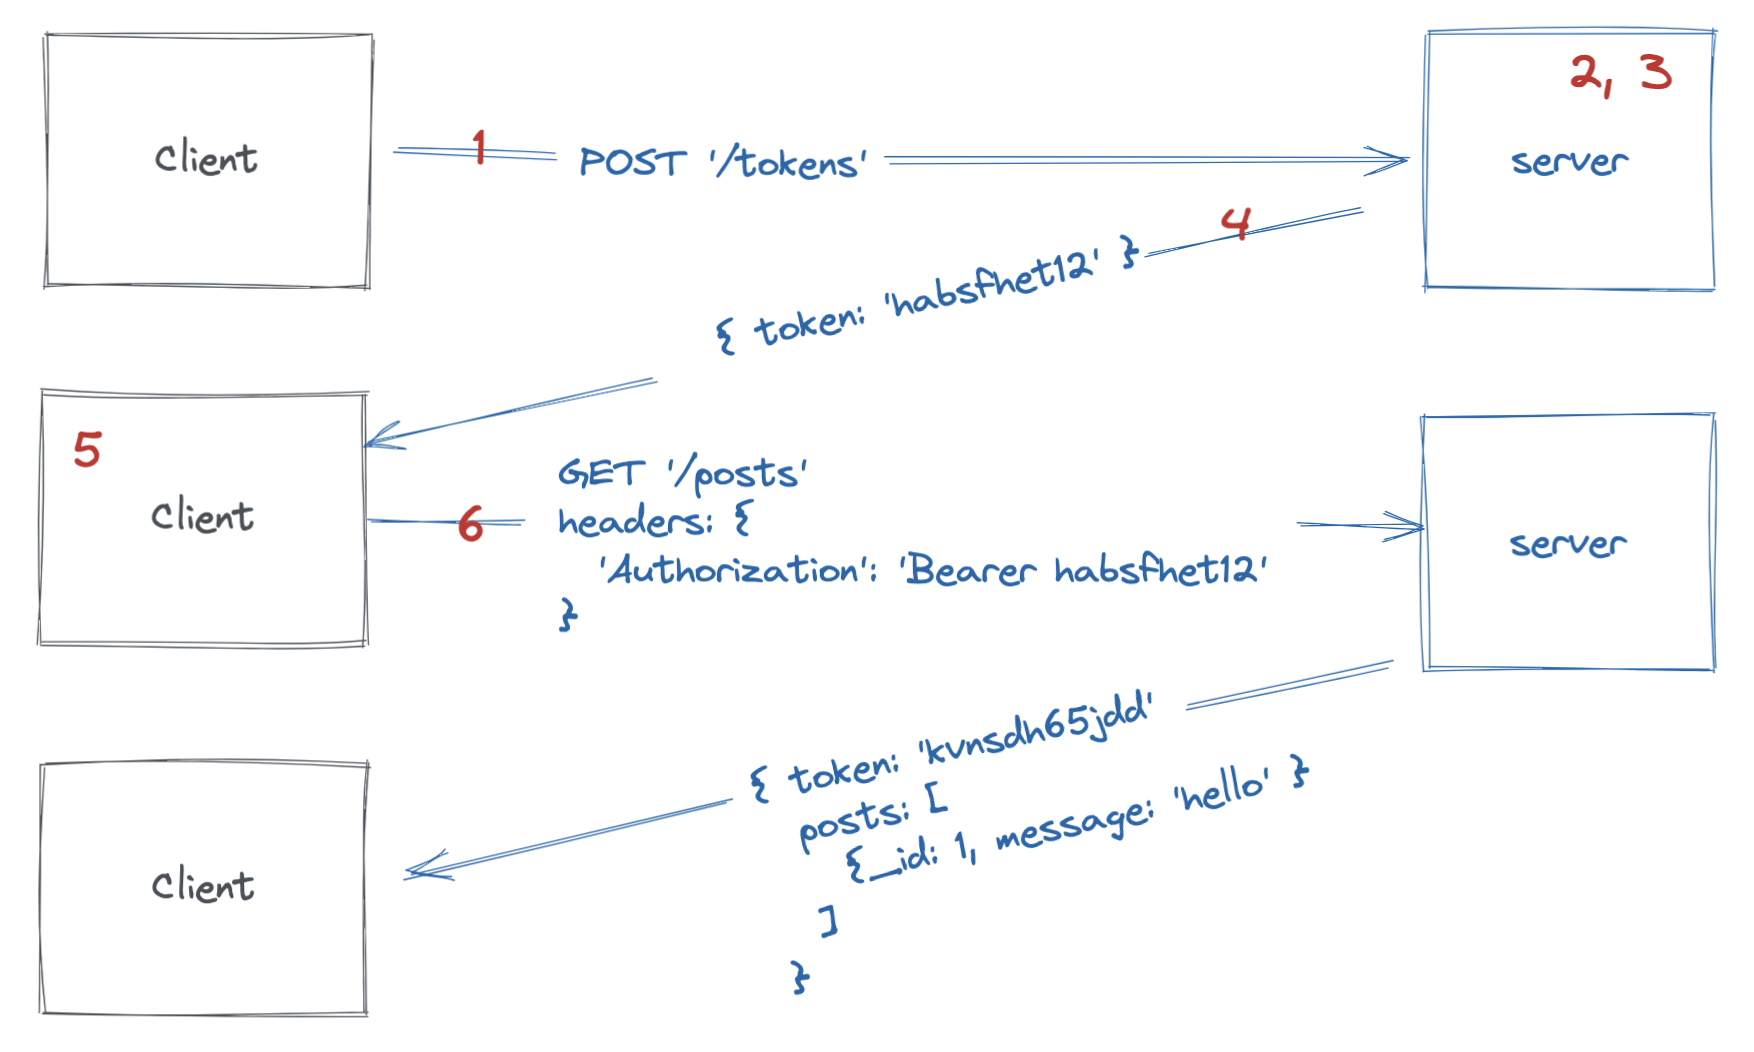 Client
1
POST '/tokens'
2, 3
server
4
{ token: 'habsfhet12' }
5
Client
6
GET '/posts'
headers: {
'Authorization': 'Bearer habsfhet12'
}
server
{ token: 'kvnsdh65jdd'
posts: [
{_id: 1, message: 'hello' }
]
}
Client